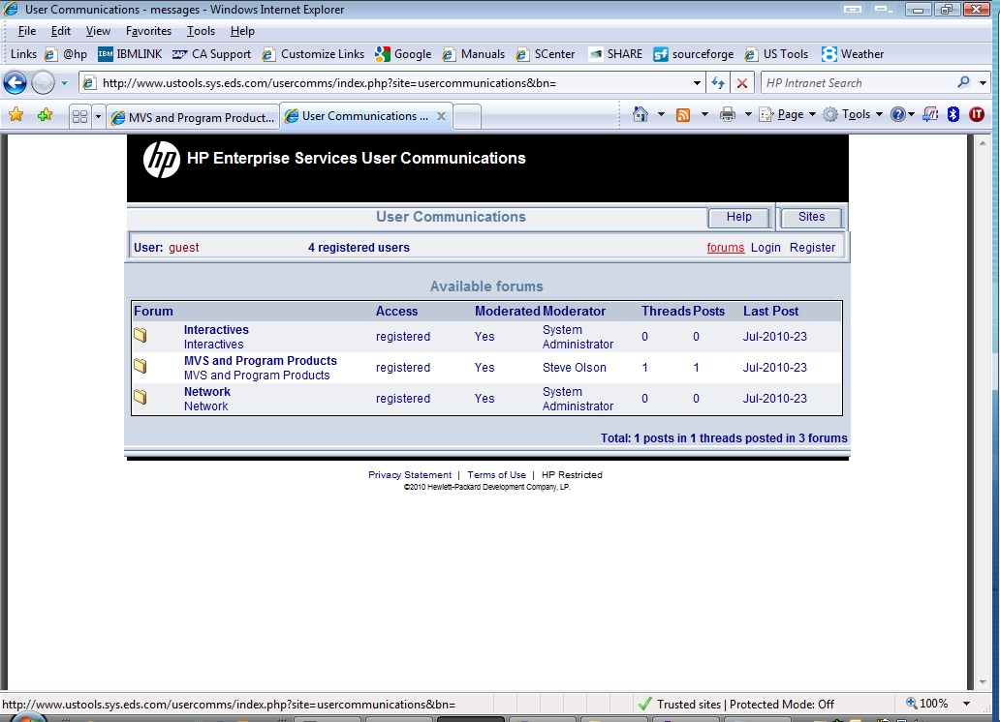 User Communications - messages - Windows Internet Explorer
File Edit View Favorites Tools Help
Links @hp IBM IBMLINK CA Support Customize Links Google Manuals SCenter SHARE sf sourceforge US Tools 8 Weather
http://www.ustools.sys.eds.com/usercomms/index.php?site=usercommunications&bn= HP Intranet Search
MVS and Program Product... User Communications ... Page Tools IT
hp HP Enterprise Services User Communications
User Communications Help Sites
User: guest 4 registered users forums Login Register
Available forums
Forum Access Moderated Moderator Threads Posts Last Post
Interactives
Interactives registered Yes System Administrator 0 0 Jul-2010-23
MVS and Program Products
MVS and Program Products registered Yes Steve Olson 1 1 Jul-2010-23
Network
Network registered Yes System Administrator 0 0 Jul-2010-23
Total: 1 posts in 1 threads posted in 3 forums
Privacy Statement | Terms of Use | HP Restricted
©2010 Hewlett-Packard Development Company, LP.
http://www.ustools.sys.eds.com/usercomms/index.php?site=usercommunications&bn= Trusted sites | Protected Mode: Off 100%